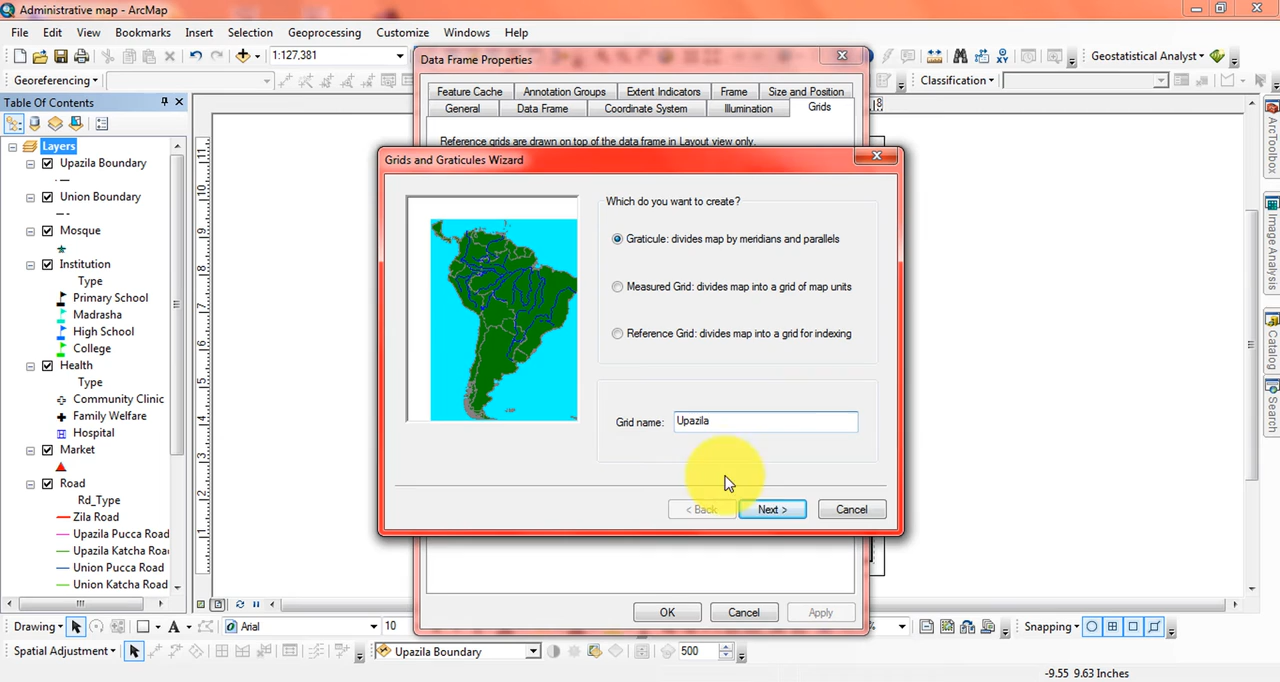 Administrative map - ArcMap
File Edit View Bookmarks Insert Selection Geoprocessing Customize Windows Help
1:127,381
Geostatistical Analyst
Georeferencing
Classification
Table Of Contents
Layers
Upazila Boundary
Union Boundary
Mosque
Institution
Type
Primary School
Madrasha
High School
College
Health
Type
Community Clinic
Family Welfare
Hospital
Market
Road
Rd_Type
Zila Road
Upazila Pucca Road
Upazila Katcha Roa
Union Pucca Road
Union Katcha Road
Data Frame Properties
Feature Cache Annotation Groups Extent Indicators Frame Size and Position
General Data Frame Coordinate System Illumination Grids
Reference grids are drawn on top of the data frame in Layout view only.
Grids and Graticules Wizard
Which do you want to create?
Graticule: divides map by meridians and parallels
Measured Grid: divides map into a grid of map units
Reference Grid: divides map into a grid for indexing
Grid name: Upazila
< Back Next > Cancel
OK Cancel Apply
ArcToolbox
Image Analysis
Catalog
Search
Drawing Arial 10 % Snapping
Spatial Adjustment Upazila Boundary 500
-9.55 9.63 Inches